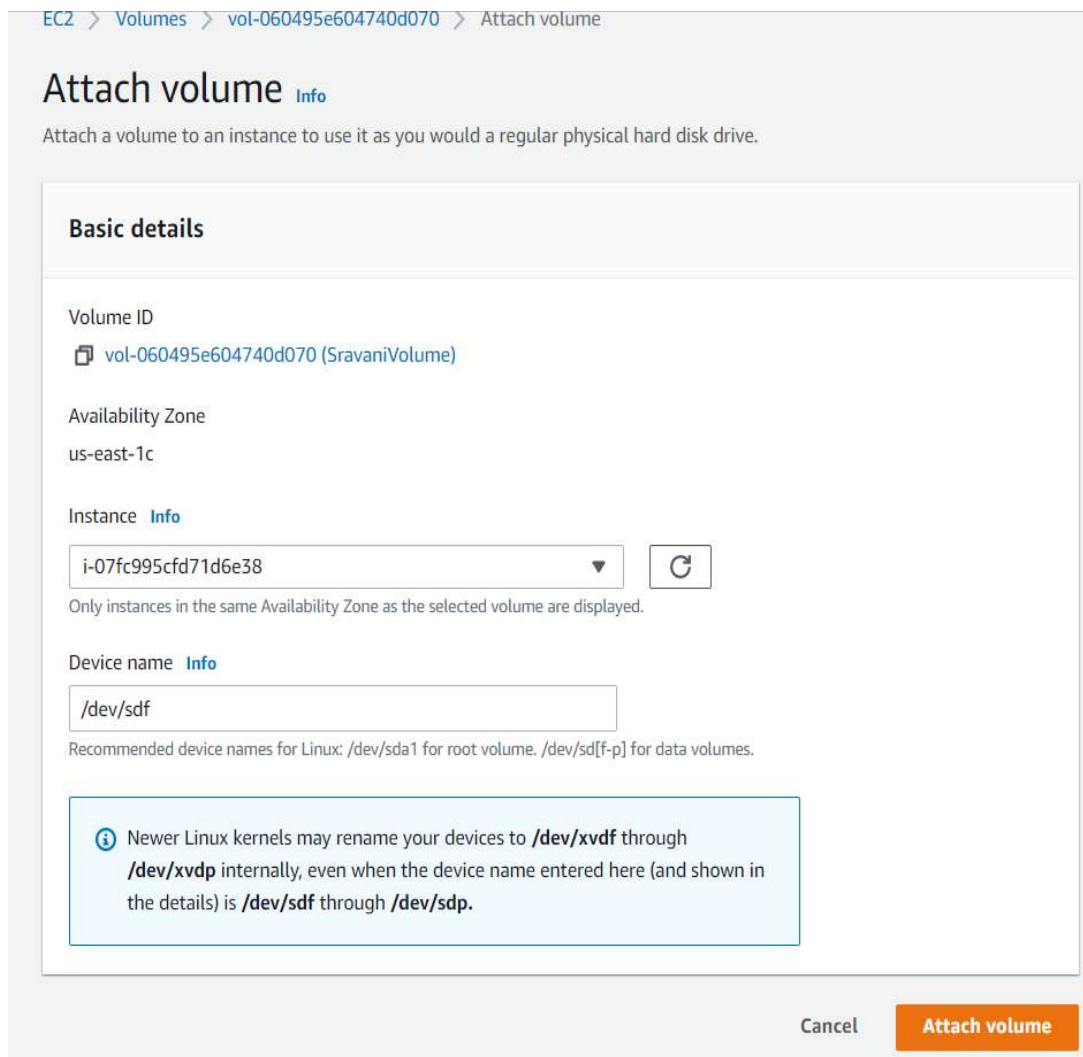 EC2 > Volumes > vol-060495e604740d070 > Attach volume
Attach volume Info
Attach a volume to an instance to use it as you would a regular physical hard disk drive.
Basic details
Volume ID
vol-060495e604740d070 (SravaniVolume)
Availability Zone
us-east-1c
Instance Info
i-07fc995cfd71d6e38
Only instances in the same Availability Zone as the selected volume are displayed.
Device name Info
/dev/sdf
Recommended device names for Linux: /dev/sda1 for root volume. /dev/sd[f-p] for data volumes.
Newer Linux kernels may rename your devices to /dev/xvdf through
/dev/xvdp internally, even when the device name entered here (and shown in
the details) is /dev/sdf through /dev/sdp.
Cancel Attach volume